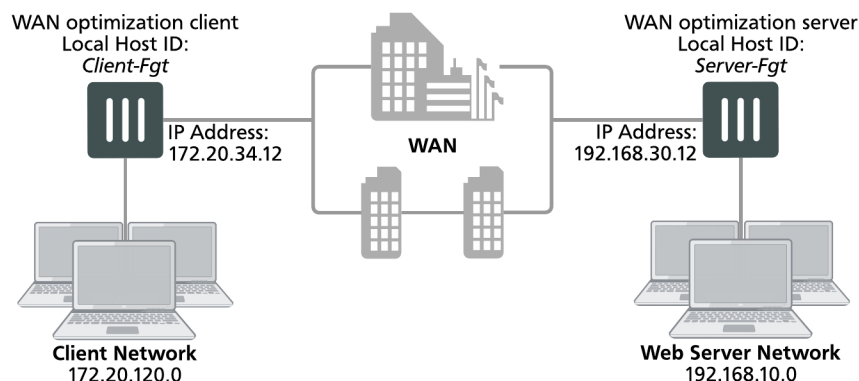 WAN optimization client
Local Host ID:
Client-Fgt
IP Address:
172.20.34.12
Client Network
172.20.120.0
WAN
WAN optimization server
Local Host ID:
Server-Fgt
IP Address:
192.168.30.12
Web Server Network
192.168.10.0